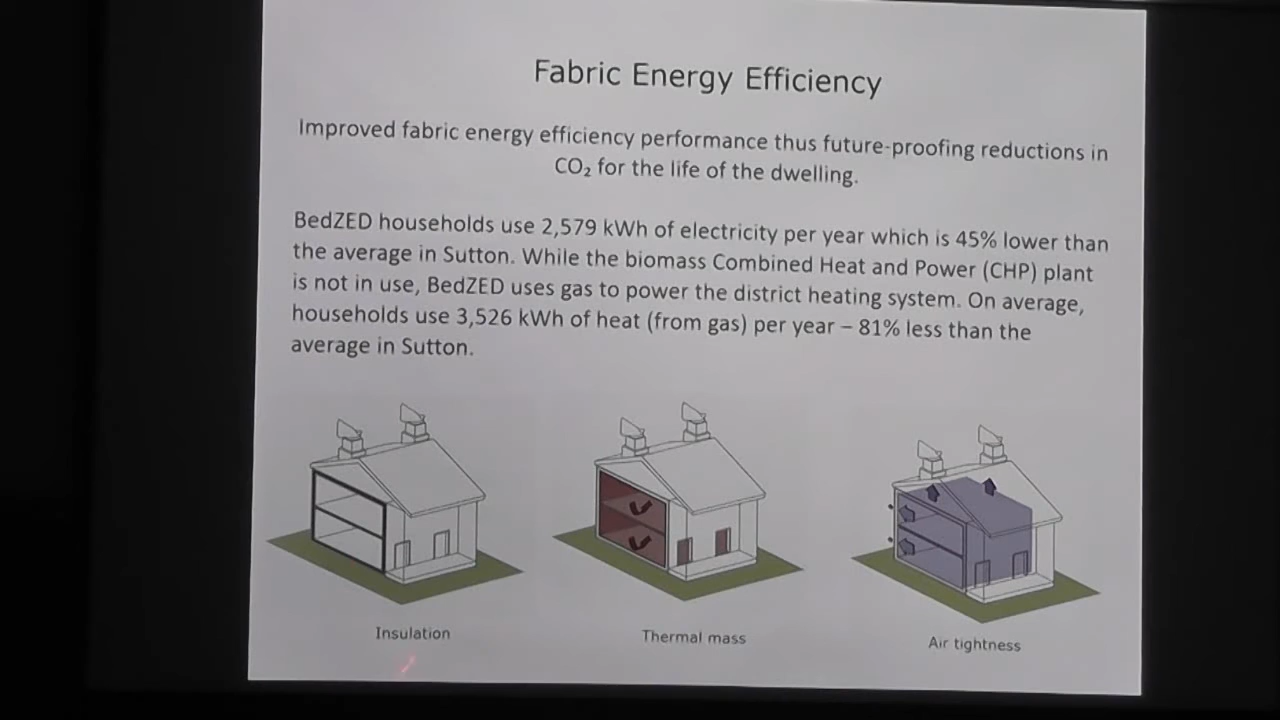 Fabric Energy Efficiency
Improved fabric energy efficiency performance thus future-proofing reductions in
CO₂ for the life of the dwelling.
BedZED households use 2,579 kWh of electricity per year which is 45% lower than
the average in Sutton. While the biomass Combined Heat and Power (CHP) plant
is not in use, BedZED uses gas to power the district heating system. On average,
households use 3,526 kWh of heat (from gas) per year – 81% less than the
average in Sutton.
Insulation
Thermal mass
Air tightness